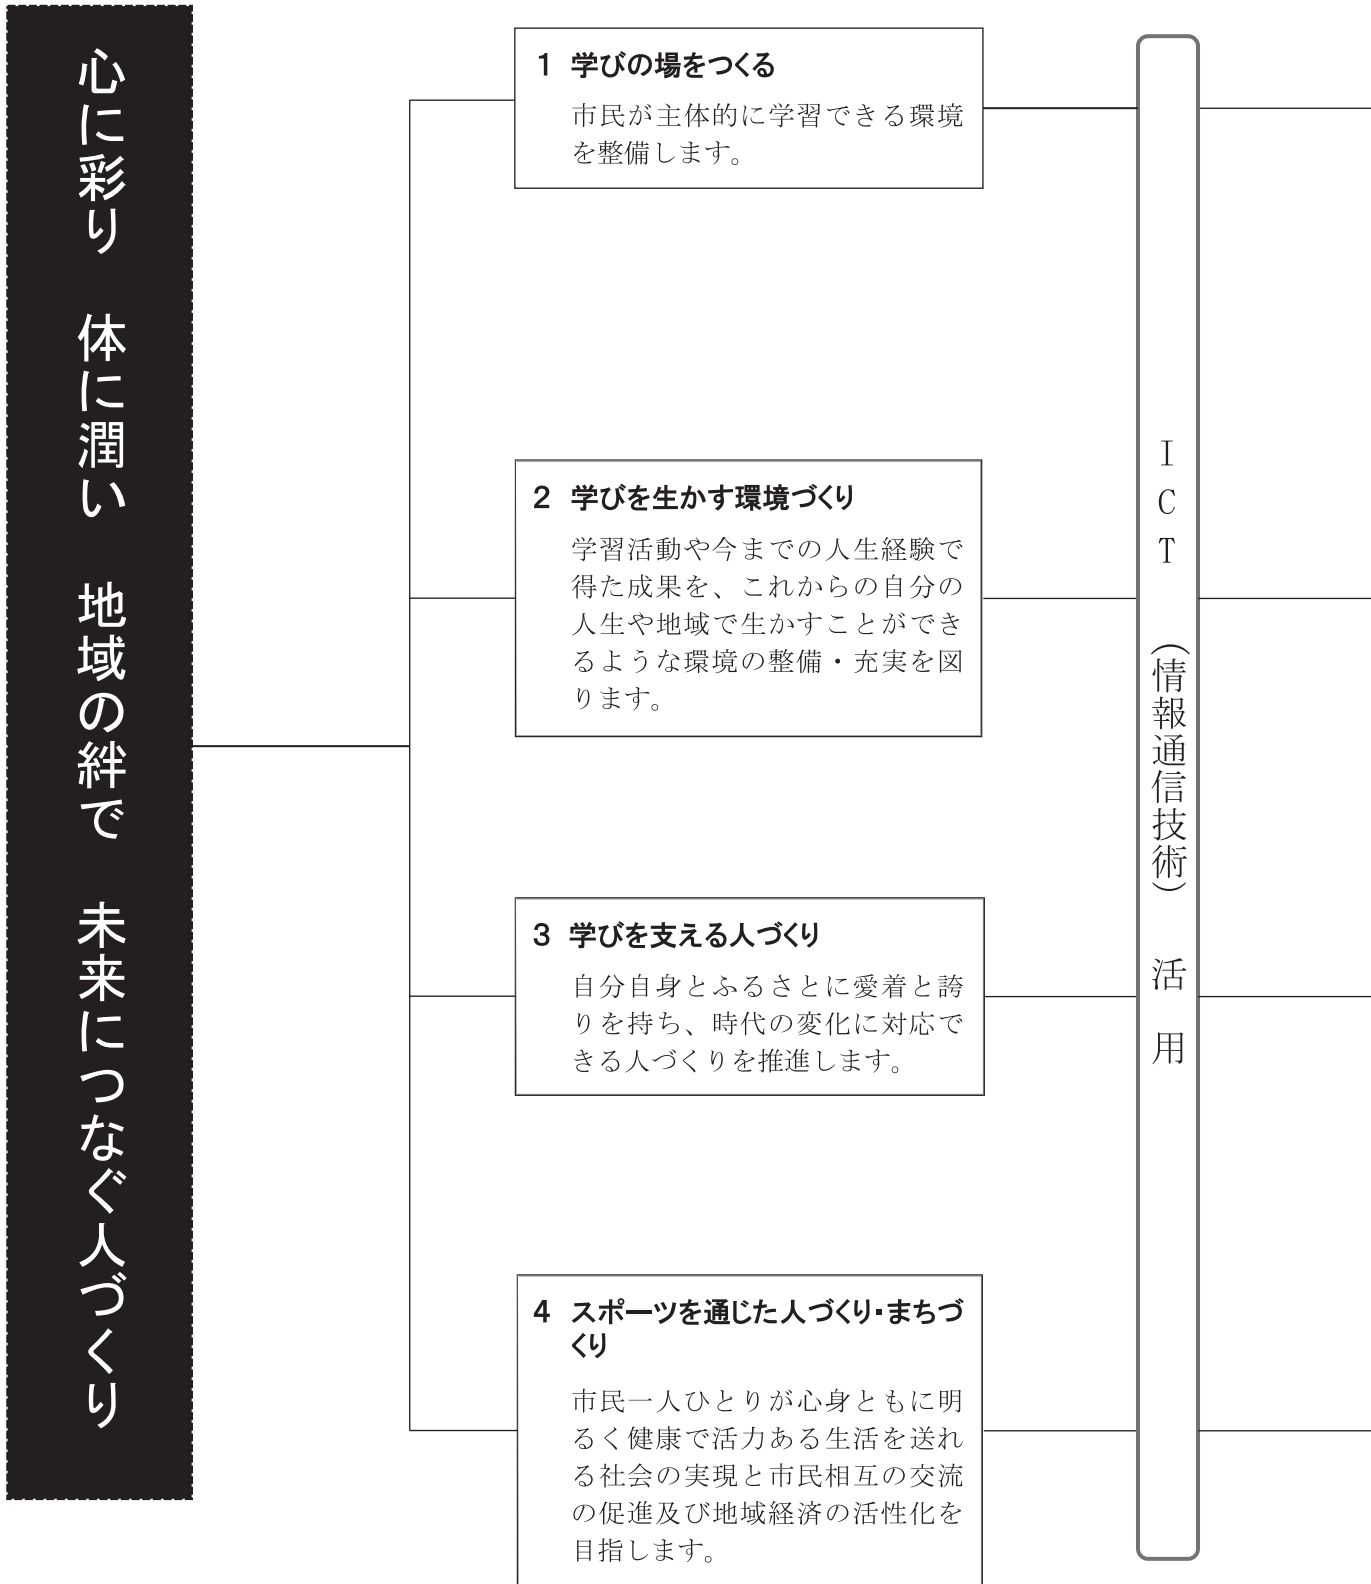 心に彩り　体に潤い　地域の絆で　未来につなぐ人づくり
1 学びの場をつくる
市民が主体的に学習できる環境
を整備します。
2 学びを生かす環境づくり
学習活動や今までの人生経験で
得た成果を、これからの自分の
人生や地域で生かすことができ
るような環境の整備・充実を図
ります。
3 学びを支える人づくり
自分自身とふるさとに愛着と誇
りを持ち、時代の変化に対応で
きる人づくりを推進します。
4 スポーツを通じた人づくり・まちづ
くり
市民一人ひとりが心身ともに明
るく健康で活力ある生活を送れ
る社会の実現と市民相互の交流
の促進及び地域経済の活性化を
目指します。
ICT（情報通信技術）活用